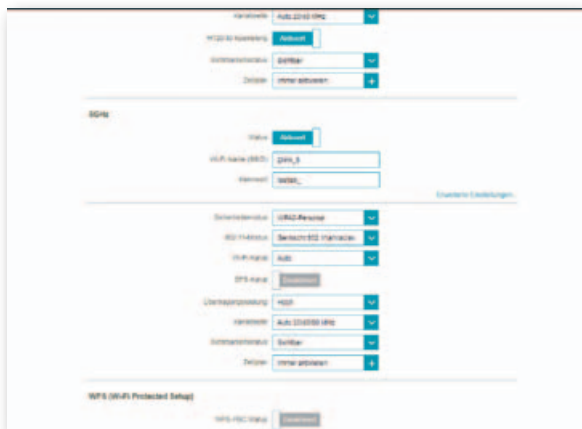 Kanalbreite Auto 20/40 MHz
HT20/40 Koexistenz Aktiviert
Sichtbarkeitsstatus Sichtbar
Zeitplan Immer aktivieren
5GHz
Status Aktiviert
Wi-Fi-Name (SSID)
Kennwort
Erweiterte Einstellungen...
Sicherheitsmodus WPA2-Personal
802.11-Modus Gemischt 802.11
Wi-Fi-Kanal Auto
DFS-Kanal Deaktiviert
Übertragungsleistung Hoch
Kanalbreite Auto 20/40/80 MHz
Sichtbarkeitsstatus Sichtbar
Zeitplan Immer aktivieren
WPS (Wi-Fi Protected Setup)
WPS-PBC Status Deaktiviert